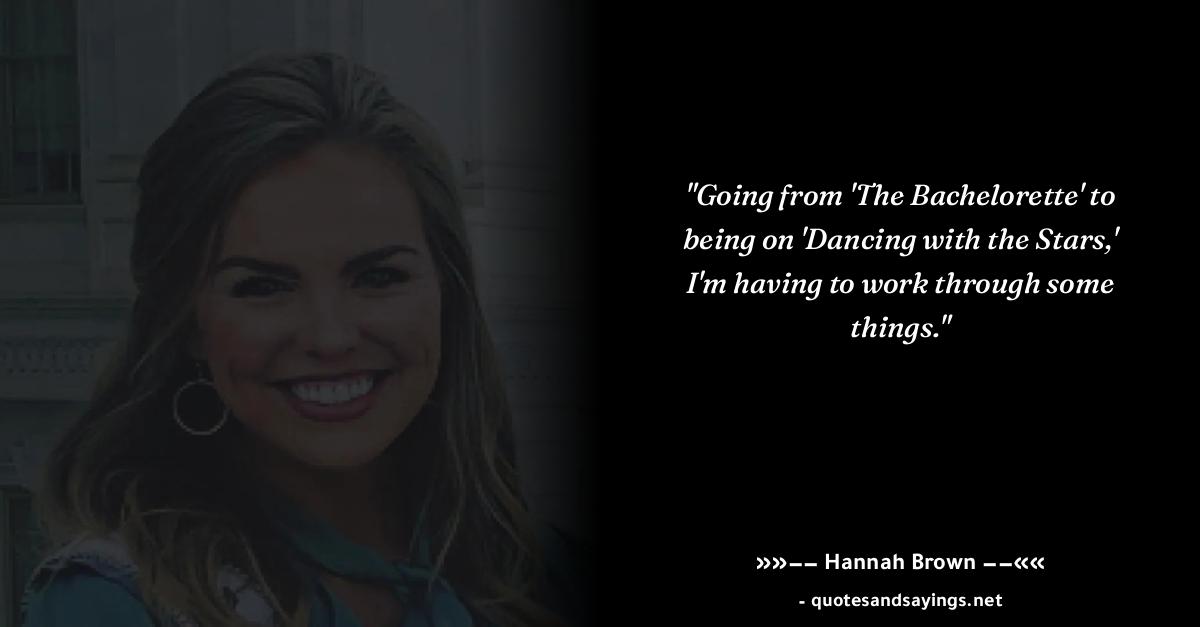 "Going from 'The Bachelorette' to
being on 'Dancing with the Stars,'
I'm having to work through some
things."
»»−− Hannah Brown −−««
- quotesandsayings.net